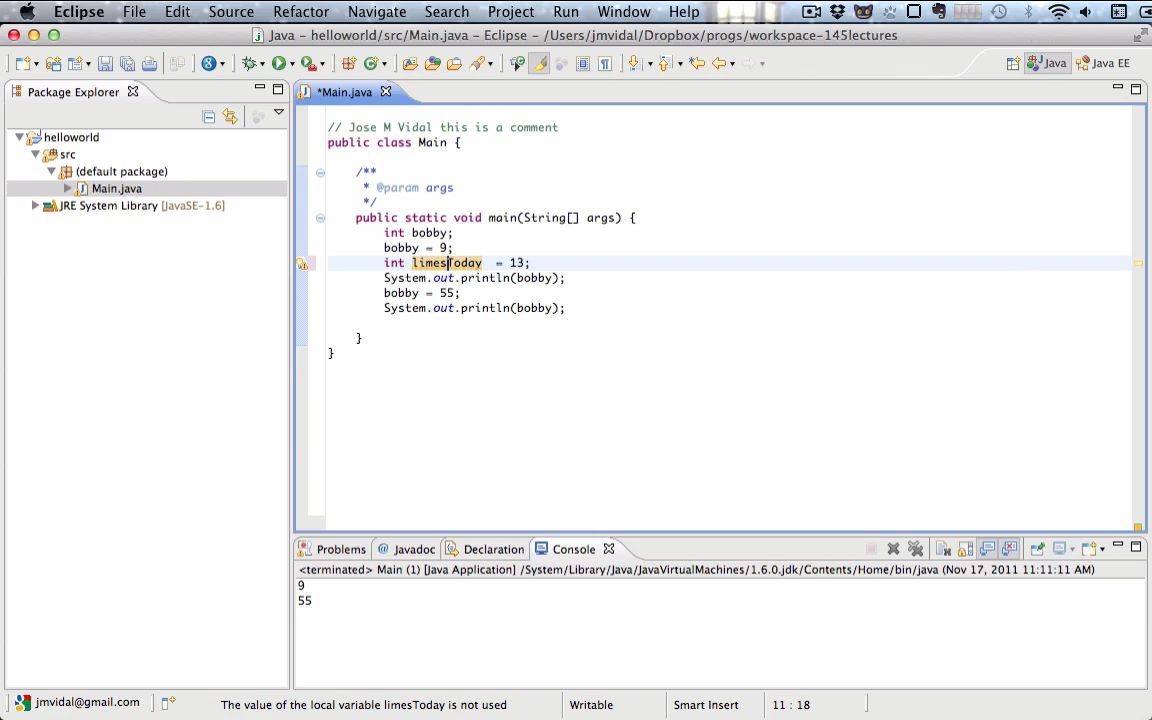 Eclipse File Edit Source Refactor Navigate Search Project Run Window Help
Java – helloworld/src/Main.java – Eclipse – /Users/jmvidal/Dropbox/progs/workspace-145lectures
Java Java EE
Package Explorer
*Main.java
helloworld
src
(default package)
Main.java
JRE System Library [JavaSE-1.6]
// Jose M Vidal this is a comment
public class Main {
/**
* @param args
*/
public static void main(String[] args) {
int bobby;
bobby = 9;
int limesToday  = 13;
System.out.println(bobby);
bobby = 55;
System.out.println(bobby);
}
}
Problems @ Javadoc Declaration Console
<terminated> Main (1) [Java Application] /System/Library/Java/JavaVirtualMachines/1.6.0.jdk/Contents/Home/bin/java (Nov 17, 2011 11:11:11 AM)
9
55
jmvidal@gmail.com The value of the local variable limesToday is not used Writable Smart Insert 11 : 18